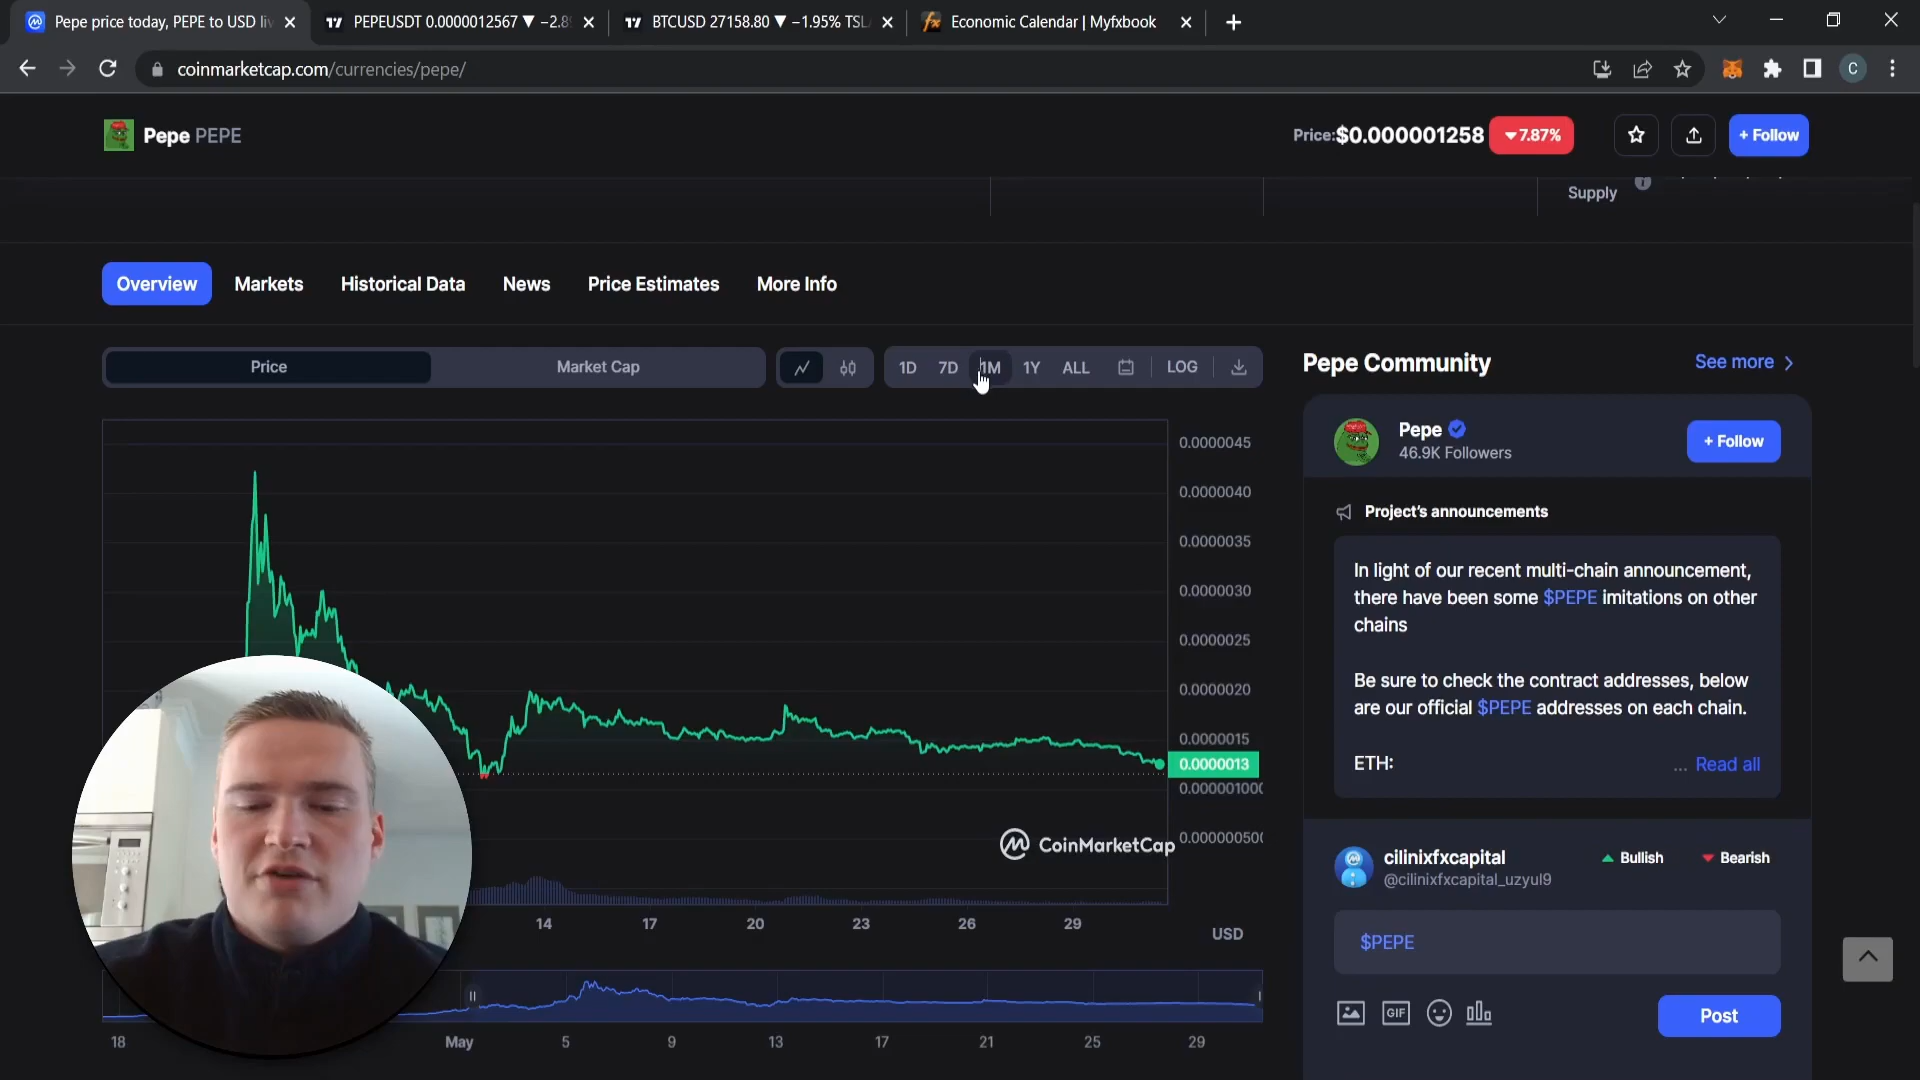 Pepe price today, PEPE to USD li
PEPEUSDT 0.0000012567 ▼ −2.8
BTCUSD 27158.80 ▼ −1.95% TSL
Economic Calendar | Myfxbook
coinmarketcap.com/currencies/pepe/
C
Pepe PEPE
Price:$0.000001258
7.87%
+ Follow
Supply
Overview
Markets
Historical Data
News
Price Estimates
More Info
Price
Market Cap
1D
7D
1M
1Y
ALL
LOG
0.0000045
0.0000040
0.0000035
0.0000030
0.0000025
0.0000020
0.0000015
0.0000013
0.000001000
0.000000500
CoinMarketCap
14
17
20
23
26
29
USD
18
May
5
9
13
17
21
25
29
Pepe Community
See more
Pepe
46.9K Followers
+ Follow
Project's announcements
In light of our recent multi-chain announcement,
there have been some $PEPE imitations on other
chains
Be sure to check the contract addresses, below
are our official $PEPE addresses on each chain.
ETH:
... Read all
cilinixfxcapital
@cilinixfxcapital_uzyul9
Bullish
Bearish
$PEPE
GIF
Post